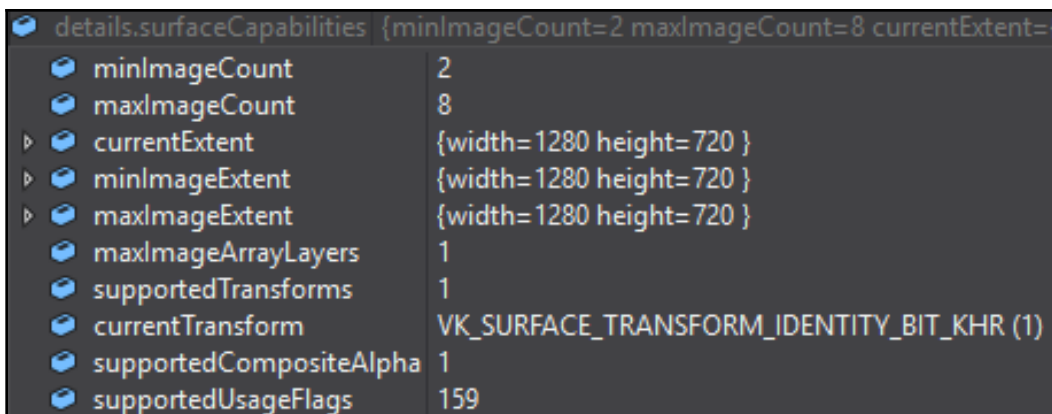 details.surfaceCapabilities {minImageCount=2 maxImageCount=8 currentExtent=
minImageCount 2
maxImageCount 8
currentExtent {width=1280 height=720 }
minImageExtent {width=1280 height=720 }
maxImageExtent {width=1280 height=720 }
maxImageArrayLayers 1
supportedTransforms 1
currentTransform VK_SURFACE_TRANSFORM_IDENTITY_BIT_KHR (1)
supportedCompositeAlpha 1
supportedUsageFlags 159